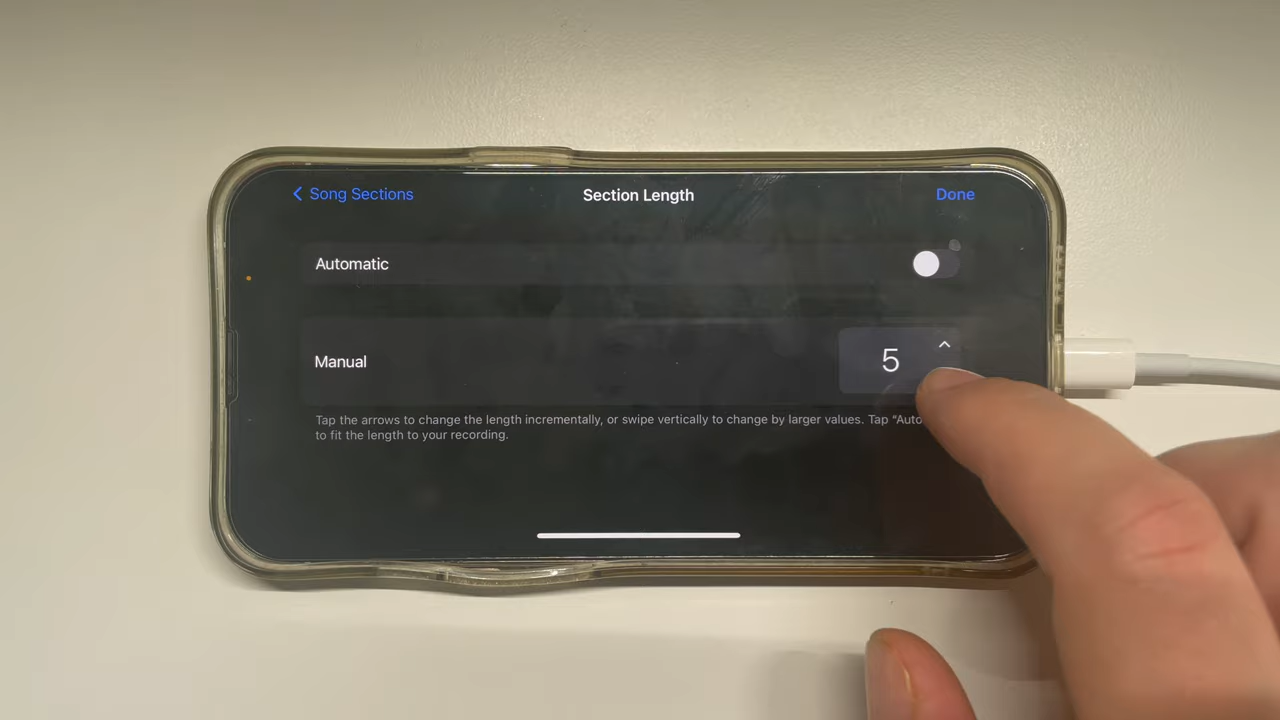 Song Sections
Section Length
Done
Automatic
Manual
5
Tap the arrows to change the length incrementally, or swipe vertically to change by larger values. Tap “Auto
to fit the length to your recording.